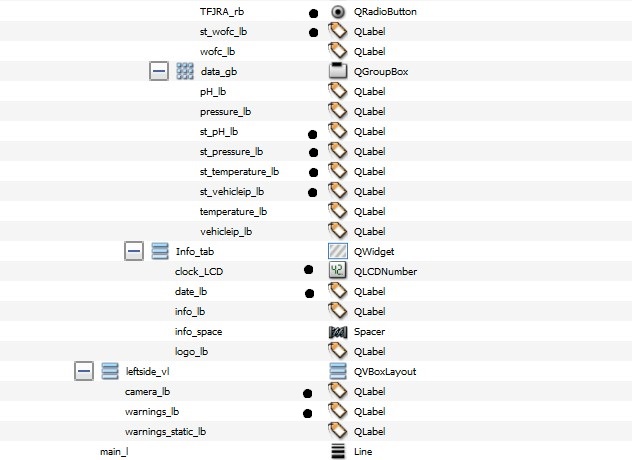 TFJRA_rb QRadioButton
st_wofc_lb QLabel
wofc_lb QLabel
data_gb QGroupBox
pH_lb QLabel
pressure_lb QLabel
st_pH_lb QLabel
st_pressure_lb QLabel
st_temperature_lb QLabel
st_vehicleip_lb QLabel
temperature_lb QLabel
vehicleip_lb QLabel
Info_tab QWidget
clock_LCD 42 QLCDNumber
date_lb QLabel
info_lb QLabel
info_space Spacer
logo_lb QLabel
leftside_vl QVBoxLayout
camera_lb QLabel
warnings_lb QLabel
warnings_static_lb QLabel
main_l Line